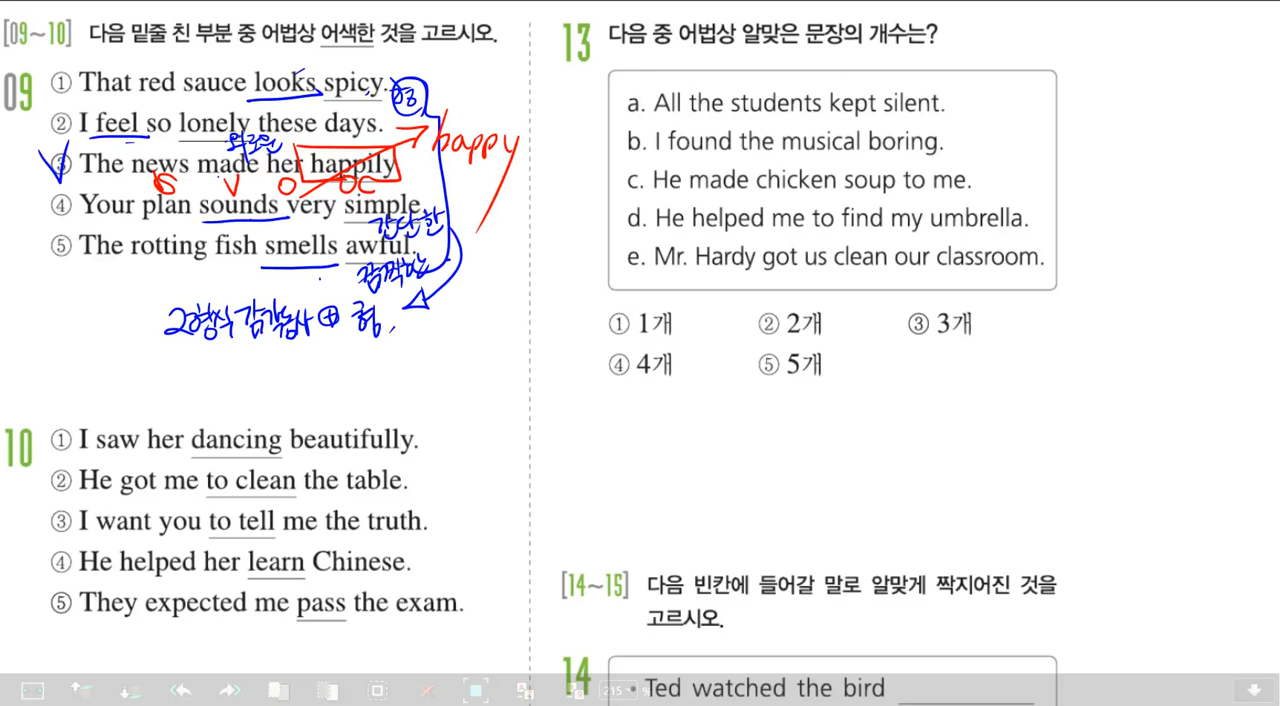 [09~10] 다음 밑줄 친 부분 중 어법상 어색한 것을 고르시오.
09 ① That red sauce looks spicy.
형
② I feel so lonely these days.
외로운
happy
③ The news made her happily
S V O OC
④ Your plan sounds very simple.
간단한
⑤ The rotting fish smells awful.
끔찍한
2형식 감각동사 + 형.
10 ① I saw her dancing beautifully.
② He got me to clean the table.
③ I want you to tell me the truth.
④ He helped her learn Chinese.
⑤ They expected me pass the exam.
13 다음 중 어법상 알맞은 문장의 개수는?
a. All the students kept silent.
b. I found the musical boring.
c. He made chicken soup to me.
d. He helped me to find my umbrella.
e. Mr. Hardy got us clean our classroom.
① 1개 ② 2개 ③ 3개
④ 4개 ⑤ 5개
[14~15] 다음 빈칸에 들어갈 말로 알맞게 짝지어진 것을
고르시오.
14
• Ted watched the bird
215